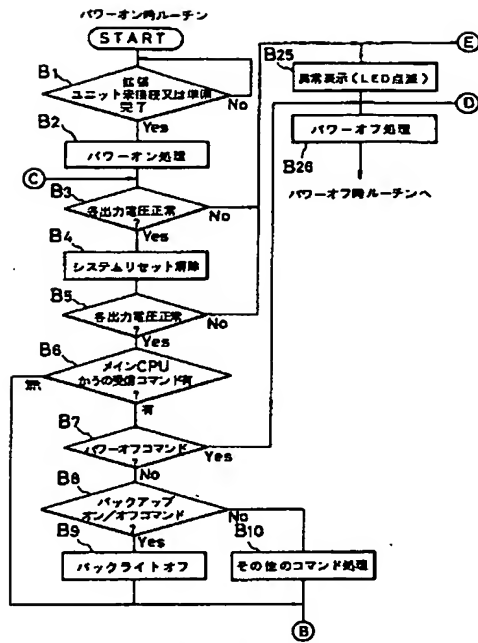 パワーオン時ルーチン
START
B1
拡張
ユニット未接続又は準備
完了
No
Yes
B2
パワーオン処理
C
B3
各出力電圧正常
?
No
Yes
B4
システムリセット解除
B5
各出力電圧正常
?
No
Yes
B6
メインCPU
からの受信コマンド有
?
無
有
B7
パワーオフコマンド
?
Yes
No
B8
バックアップ
オン/オフコマンド
?
No
Yes
B9
バックライトオフ
B10
その他のコマンド処理
B
E
B25
異常表示(LED点滅)
D
パワーオフ処理
B26
パワーオフ時ルーチンへ